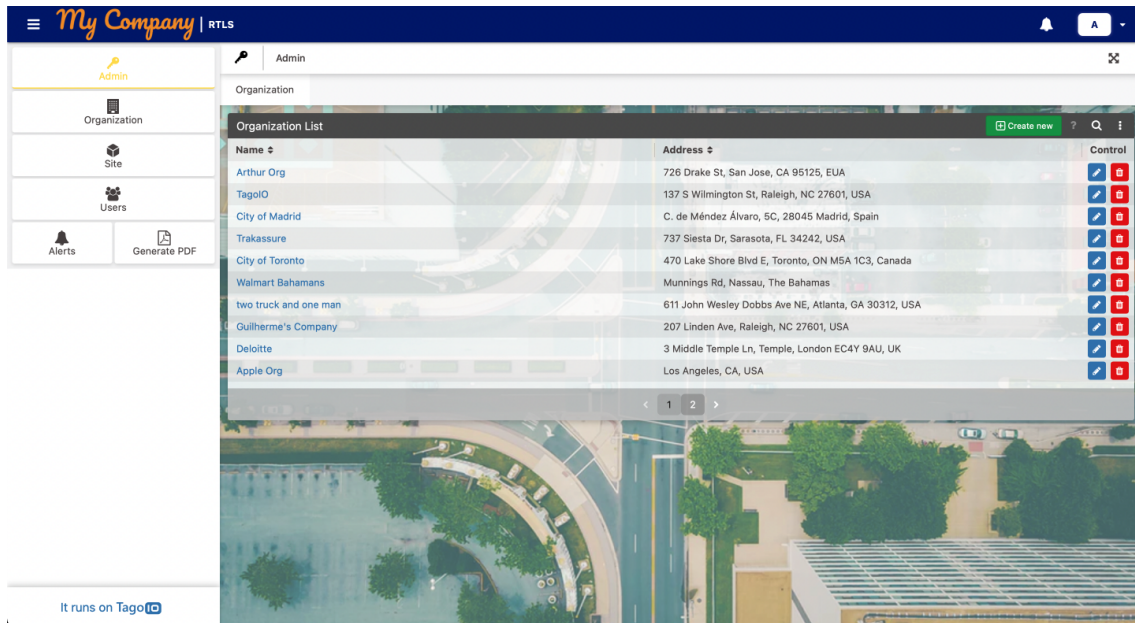 My Company | RTLS
A
Admin
Organization
Site
Users
Alerts
Generate PDF
It runs on TagoIO
Admin
Organization
Organization List
Create new ?
Name Address Control
Arthur Org 726 Drake St, San Jose, CA 95125, EUA
TagoIO 137 S Wilmington St, Raleigh, NC 27601, USA
City of Madrid C. de Méndez Álvaro, 5C, 28045 Madrid, Spain
Trakassure 737 Siesta Dr, Sarasota, FL 34242, USA
City of Toronto 470 Lake Shore Blvd E, Toronto, ON M5A 1C3, Canada
Walmart Bahamans Munnings Rd, Nassau, The Bahamas
two truck and one man 611 John Wesley Dobbs Ave NE, Atlanta, GA 30312, USA
Guilherme's Company 207 Linden Ave, Raleigh, NC 27601, USA
Deloitte 3 Middle Temple Ln, Temple, London EC4Y 9AU, UK
Apple Org Los Angeles, CA, USA
< 1 2 >